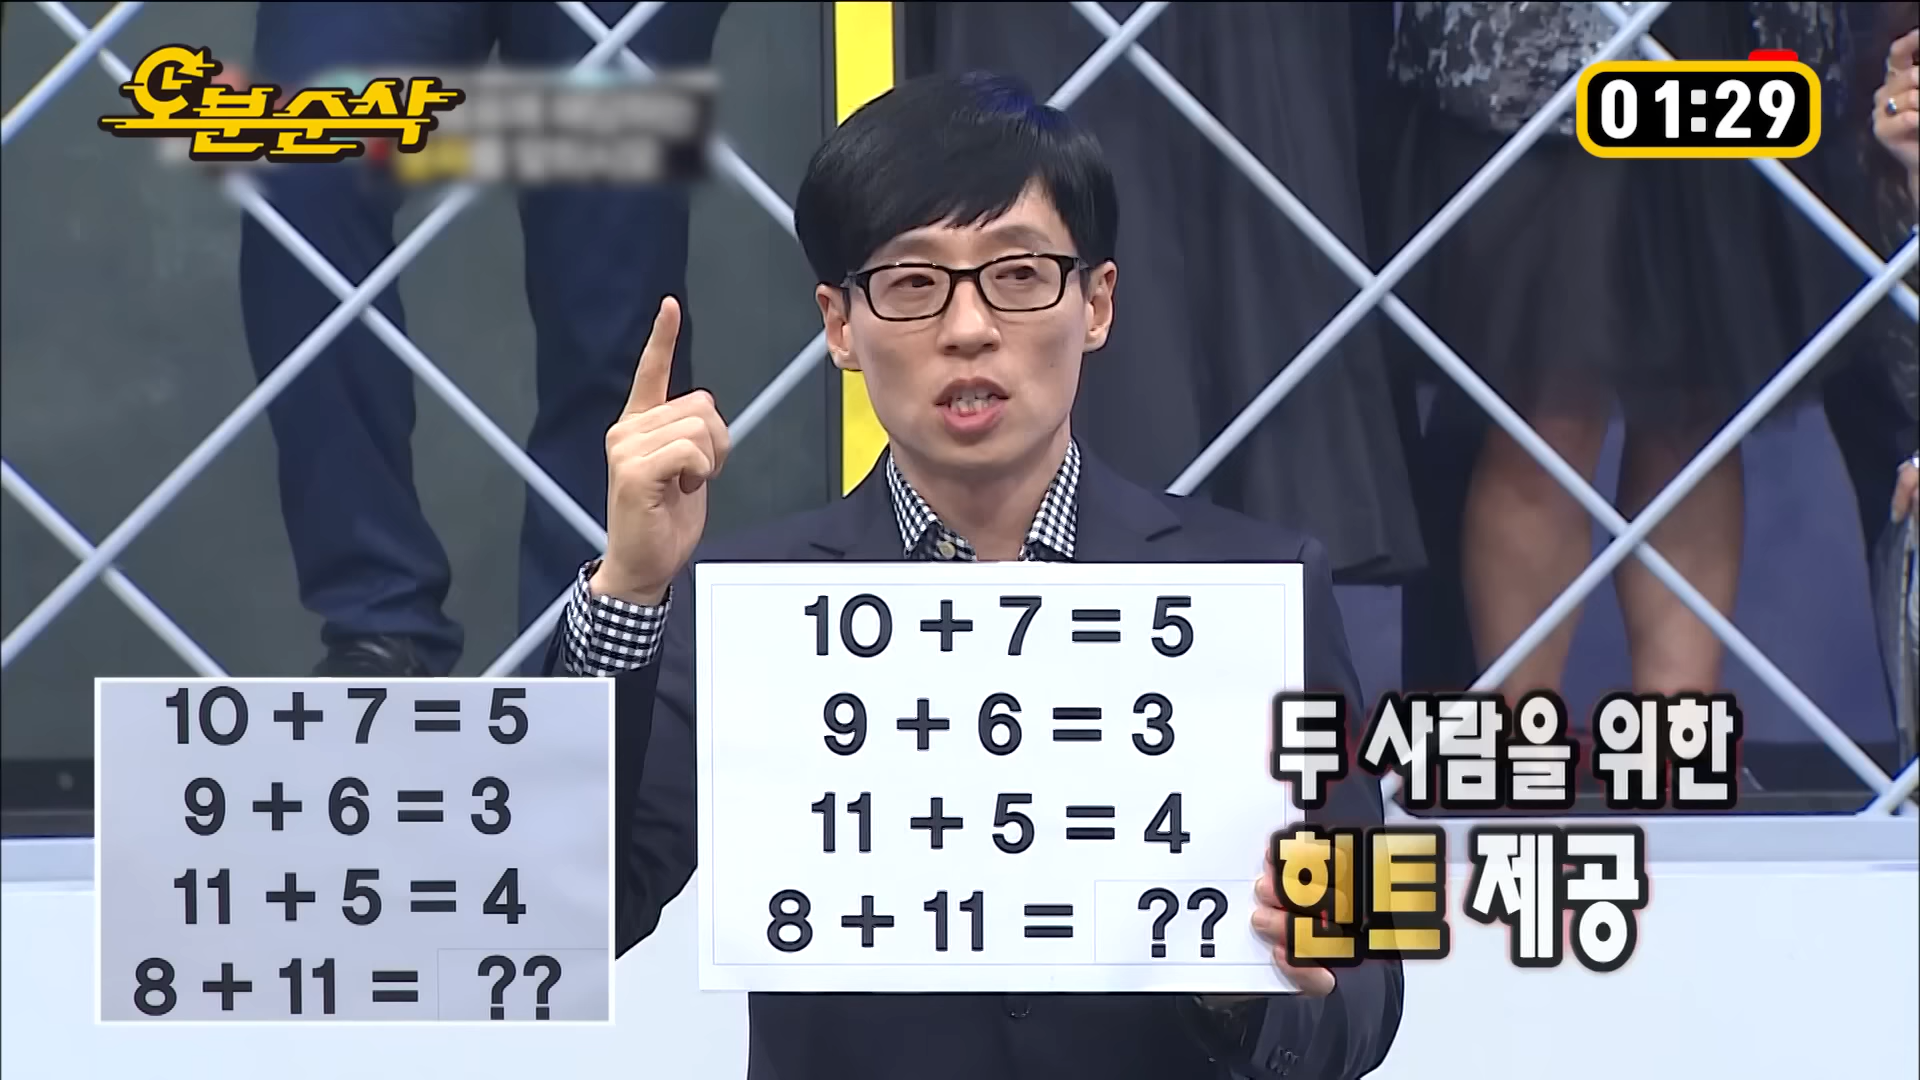 오분순삭
01:29
10 + 7 = 5
9 + 6 = 3
11 + 5 = 4
8 + 11 = ??
10 + 7 = 5
9 + 6 = 3
11 + 5 = 4
8 + 11 = ??
두 사람을 위한
힌트 제공